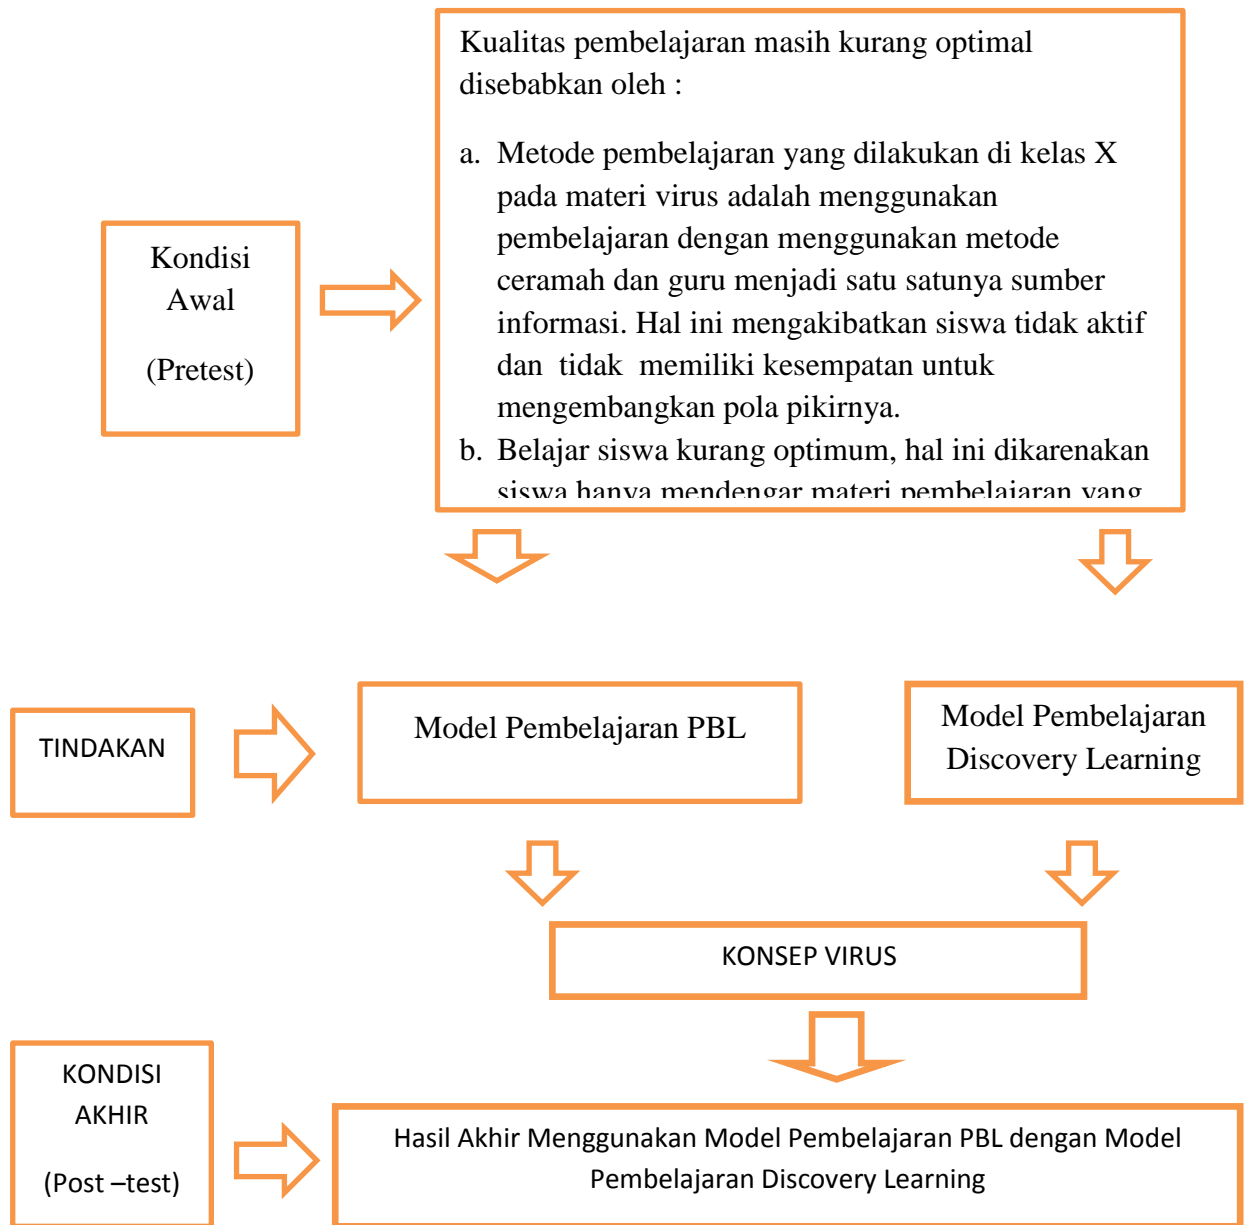 Kualitas pembelajaran masih kurang optimal
disebabkan oleh :
a. Metode pembelajaran yang dilakukan di kelas X
pada materi virus adalah menggunakan
pembelajaran dengan menggunakan metode
ceramah dan guru menjadi satu satunya sumber
informasi. Hal ini mengakibatkan siswa tidak aktif
dan tidak memiliki kesempatan untuk
mengembangkan pola pikirnya.
b. Belajar siswa kurang optimum, hal ini dikarenakan
siswa hanya mendengar materi pembelajaran yang
Kondisi
Awal
(Pretest)
TINDAKAN
Model Pembelajaran PBL
Model Pembelajaran
Discovery Learning
KONSEP VIRUS
KONDISI
AKHIR
(Post –test)
Hasil Akhir Menggunakan Model Pembelajaran PBL dengan Model
Pembelajaran Discovery Learning